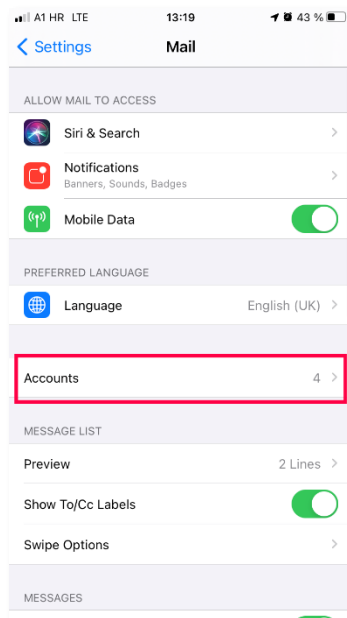 A1 HR LTE 13:19 43 %
Settings Mail
ALLOW MAIL TO ACCESS
Siri & Search
Notifications
Banners, Sounds, Badges
Mobile Data
PREFERRED LANGUAGE
Language English (UK)
Accounts 4
MESSAGE LIST
Preview 2 Lines
Show To/Cc Labels
Swipe Options
MESSAGES